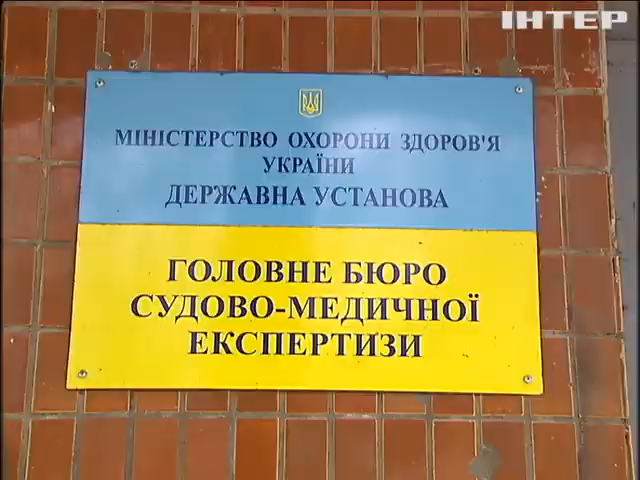 ІНТЕР
МІНІСТЕРСТВО ОХОРОНИ ЗДОРОВ'Я
УКРАЇНИ
ДЕРЖАВНА УСТАНОВА
ГОЛОВНЕ БЮРО
СУДОВО-МЕДИЧНОЇ
ЕКСПЕРТИЗИ